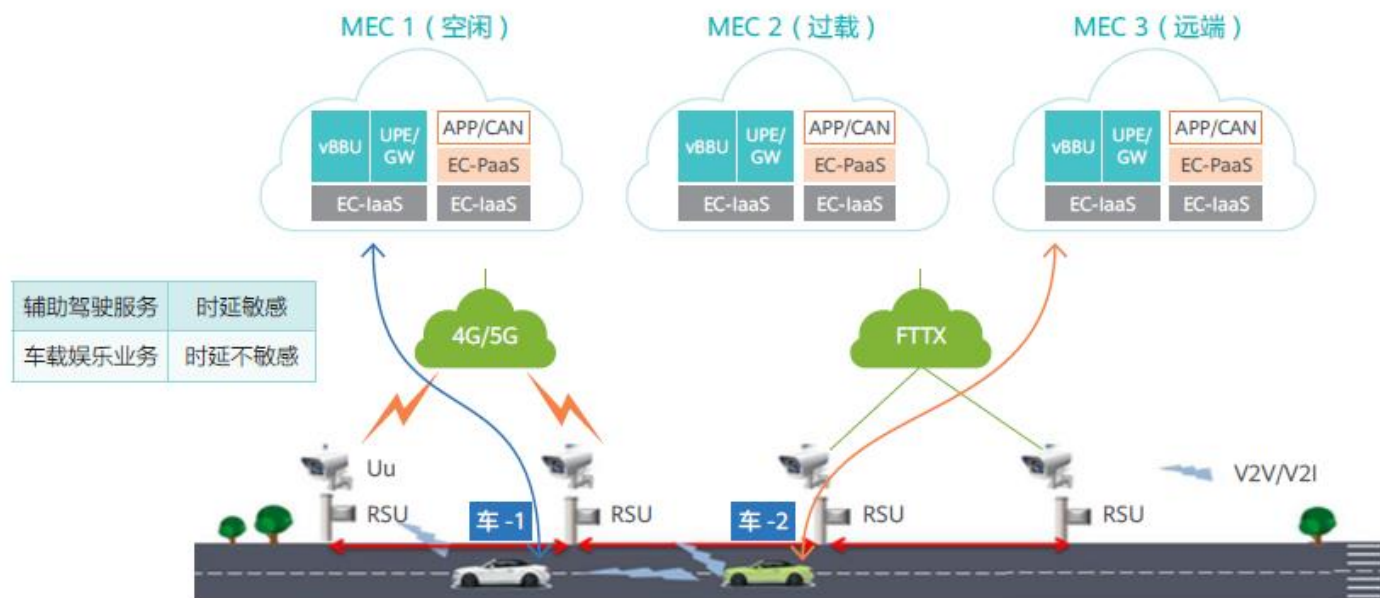 MEC 1（空闲）
MEC 2（过载）
MEC 3（远端）
vBBU
UPE/
GW
APP/CAN
EC-PaaS
EC-IaaS
EC-IaaS
vBBU
UPE/
GW
APP/CAN
EC-PaaS
EC-IaaS
EC-IaaS
vBBU
UPE/
GW
APP/CAN
EC-PaaS
EC-IaaS
EC-IaaS
辅助驾驶服务 时延敏感
车载娱乐业务 时延不敏感
4G/5G
FTTX
Uu
V2V/V2I
RSU
车 -1
RSU
车 -2
RSU
RSU